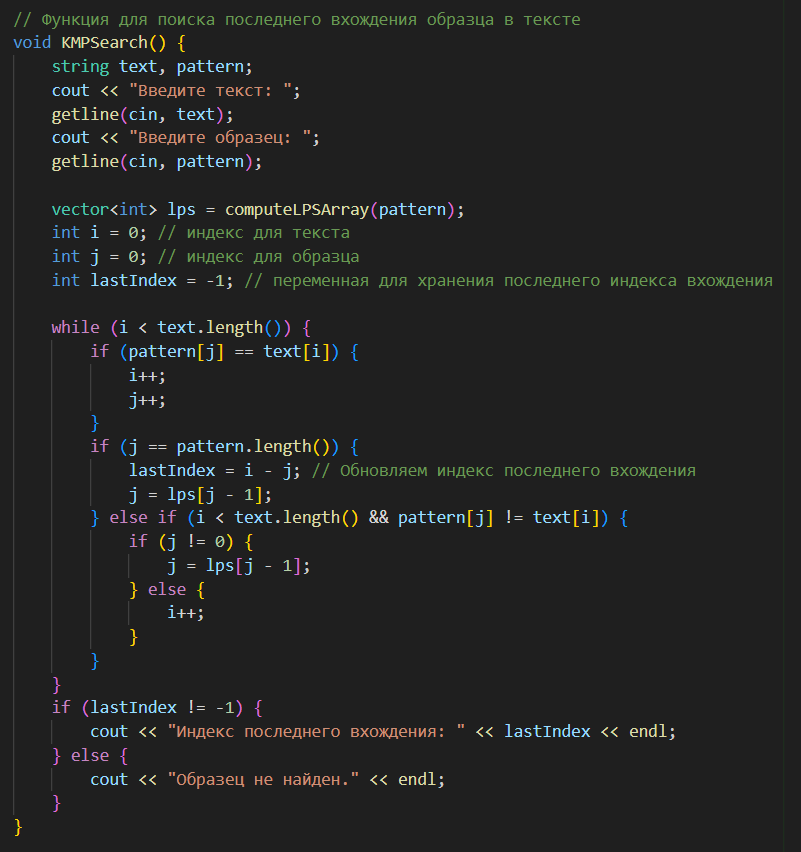 // Функция для поиска последнего вхождения образца в тексте
void KMPSearch() {
    string text, pattern;
    cout << "Введите текст: ";
    getline(cin, text);
    cout << "Введите образец: ";
    getline(cin, pattern);

    vector<int> lps = computeLPSArray(pattern);
    int i = 0; // индекс для текста
    int j = 0; // индекс для образца
    int lastIndex = -1; // переменная для хранения последнего индекса вхождения

    while (i < text.length()) {
        if (pattern[j] == text[i]) {
            i++;
            j++;
        }
        if (j == pattern.length()) {
            lastIndex = i - j; // Обновляем индекс последнего вхождения
            j = lps[j - 1];
        } else if (i < text.length() && pattern[j] != text[i]) {
            if (j != 0) {
                j = lps[j - 1];
            } else {
                i++;
            }
        }
    }
    if (lastIndex != -1) {
        cout << "Индекс последнего вхождения: " << lastIndex << endl;
    } else {
        cout << "Образец не найден." << endl;
    }
}